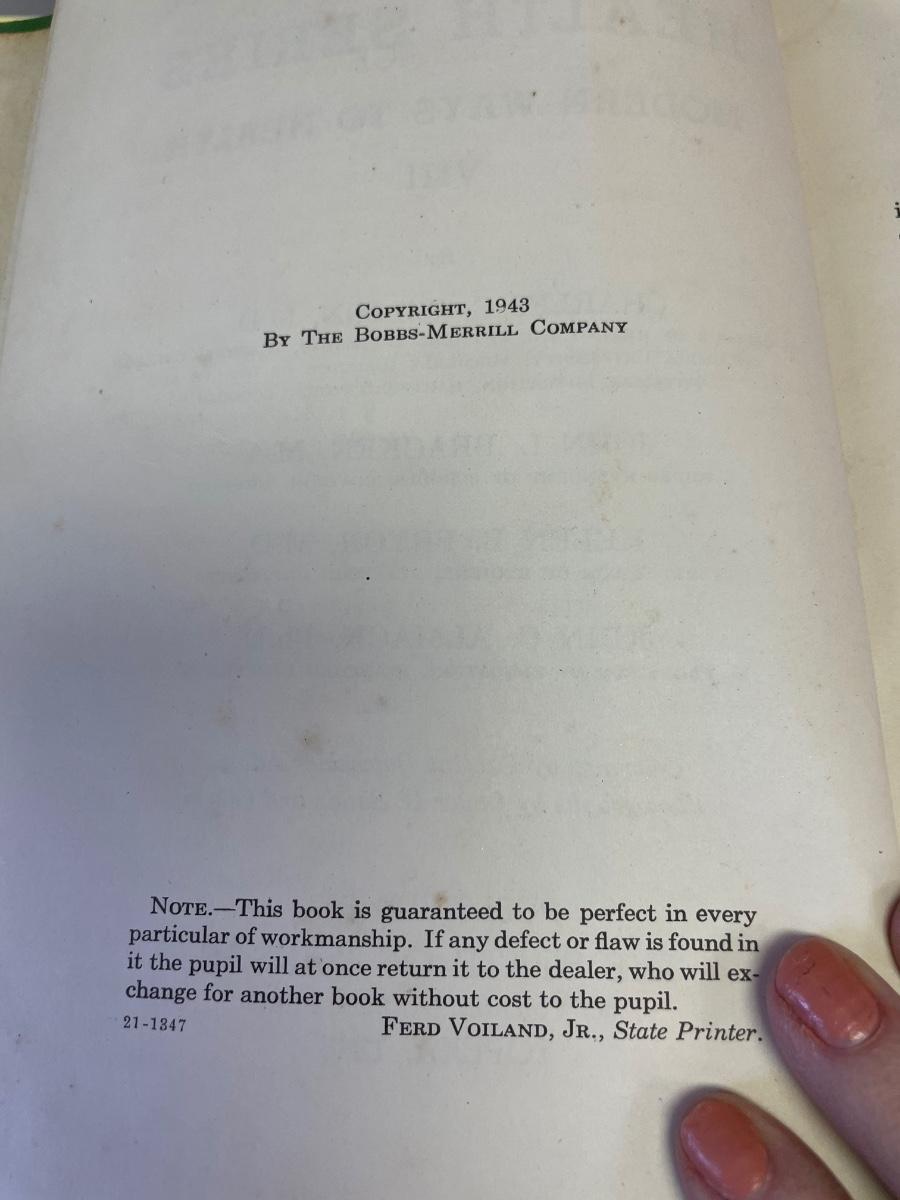 COPYRIGHT, 1943
BY THE BOBBS-MERRILL COMPANY
NOTE.—This book is guaranteed to be perfect in every
particular of workmanship. If any defect or flaw is found in
it the pupil will at once return it to the dealer, who will ex-
change for another book without cost to the pupil.
21-1347 FERD VOILAND, JR., State Printer.